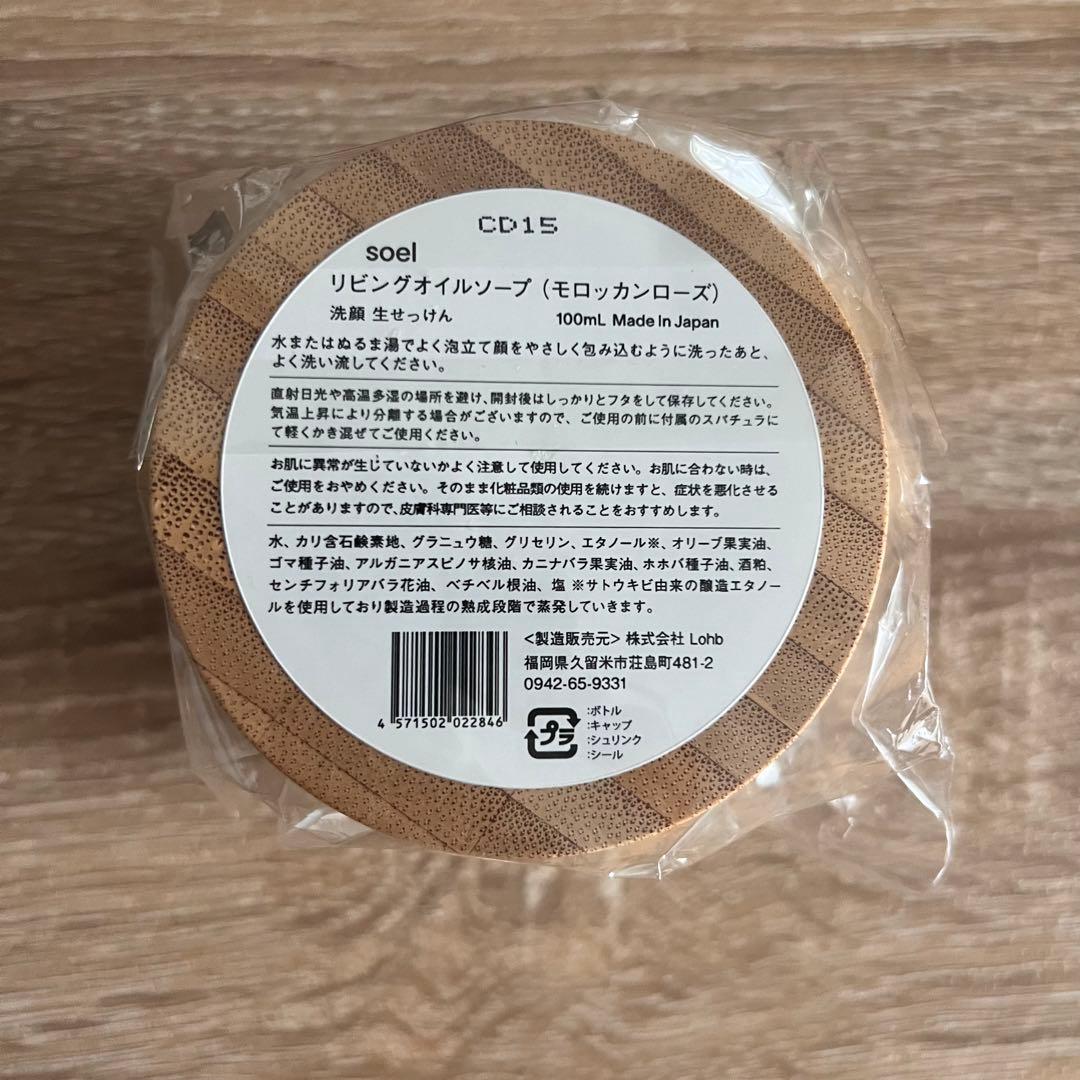 CD15
soel
リビングオイルソープ（モロッカンローズ）
洗顔 生せっけん 100mL Made In Japan
水またはぬるま湯でよく泡立て顔をやさしく包み込むように洗ったあと、
よく洗い流してください。
直射日光や高温多湿の場所を避け、開封後はしっかりとフタをして保存してください。
気温上昇により分離する場合がございますので、ご使用の前に付属のスパチュラに
て軽くかき混ぜてご使用ください。
お肌に異常が生じていないかよく注意して使用してください。お肌に合わない時は、
ご使用をおやめください。そのまま化粧品類の使用を続けますと、症状を悪化させる
ことがありますので、皮膚科専門医等にご相談されることをおすすめします。
水、カリ含石鹸素地、グラニュウ糖、グリセリン、エタノール※、オリーブ果実油、
ゴマ種子油、アルガニアスピノサ核油、カニナバラ果実油、ホホバ種子油、酒粕、
センチフォリアバラ花油、ベチベル根油、塩 ※サトウキビ由来の醸造エタノー
ルを使用しており製造過程の熟成段階で蒸発していきます。
<製造販売元> 株式会社 Lohb
福岡県久留米市荘島町481-2
0942-65-9331
4 571502 022846
プラ
:ボトル
:キャップ
:シュリンク
:シール